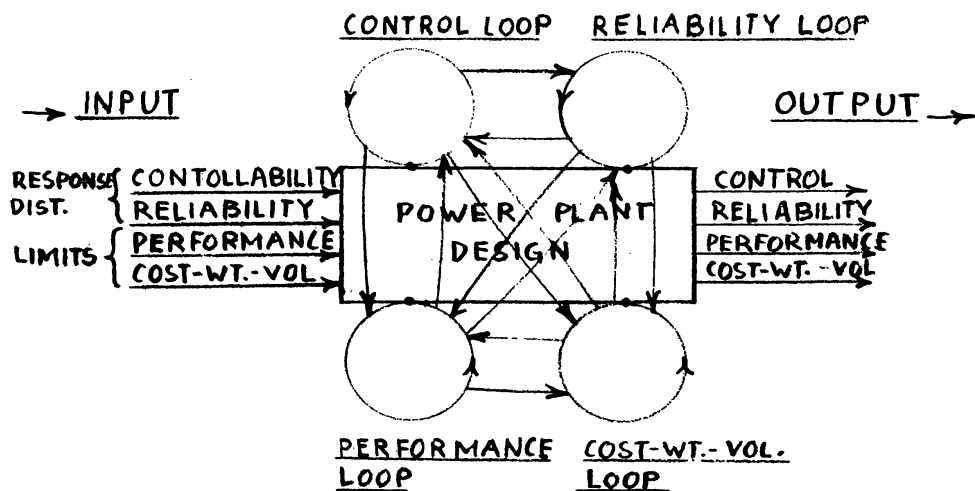 CONTROL LOOP
RELIABILITY LOOP
INPUT
OUTPUT
RESPONSE
DIST.
CONTOLLABILITY
RELIABILITY
LIMITS
PERFORMANCE
COST-WT.-VOL
POWER PLANT
DESIGN
CONTROL
RELIABILITY
PERFORMANCE
COST-WT.-VOL
PERFORMANCE
LOOP
COST-WT.-VOL.
LOOP